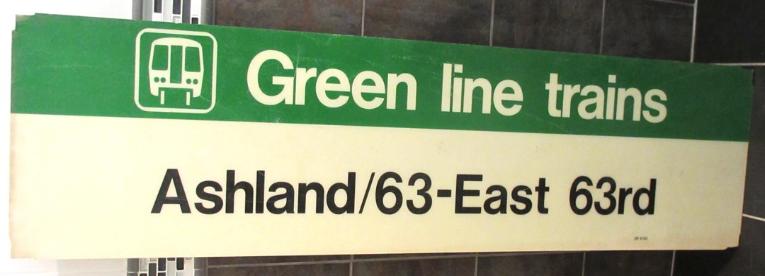 Green line trains
Ashland/63-East 63rd